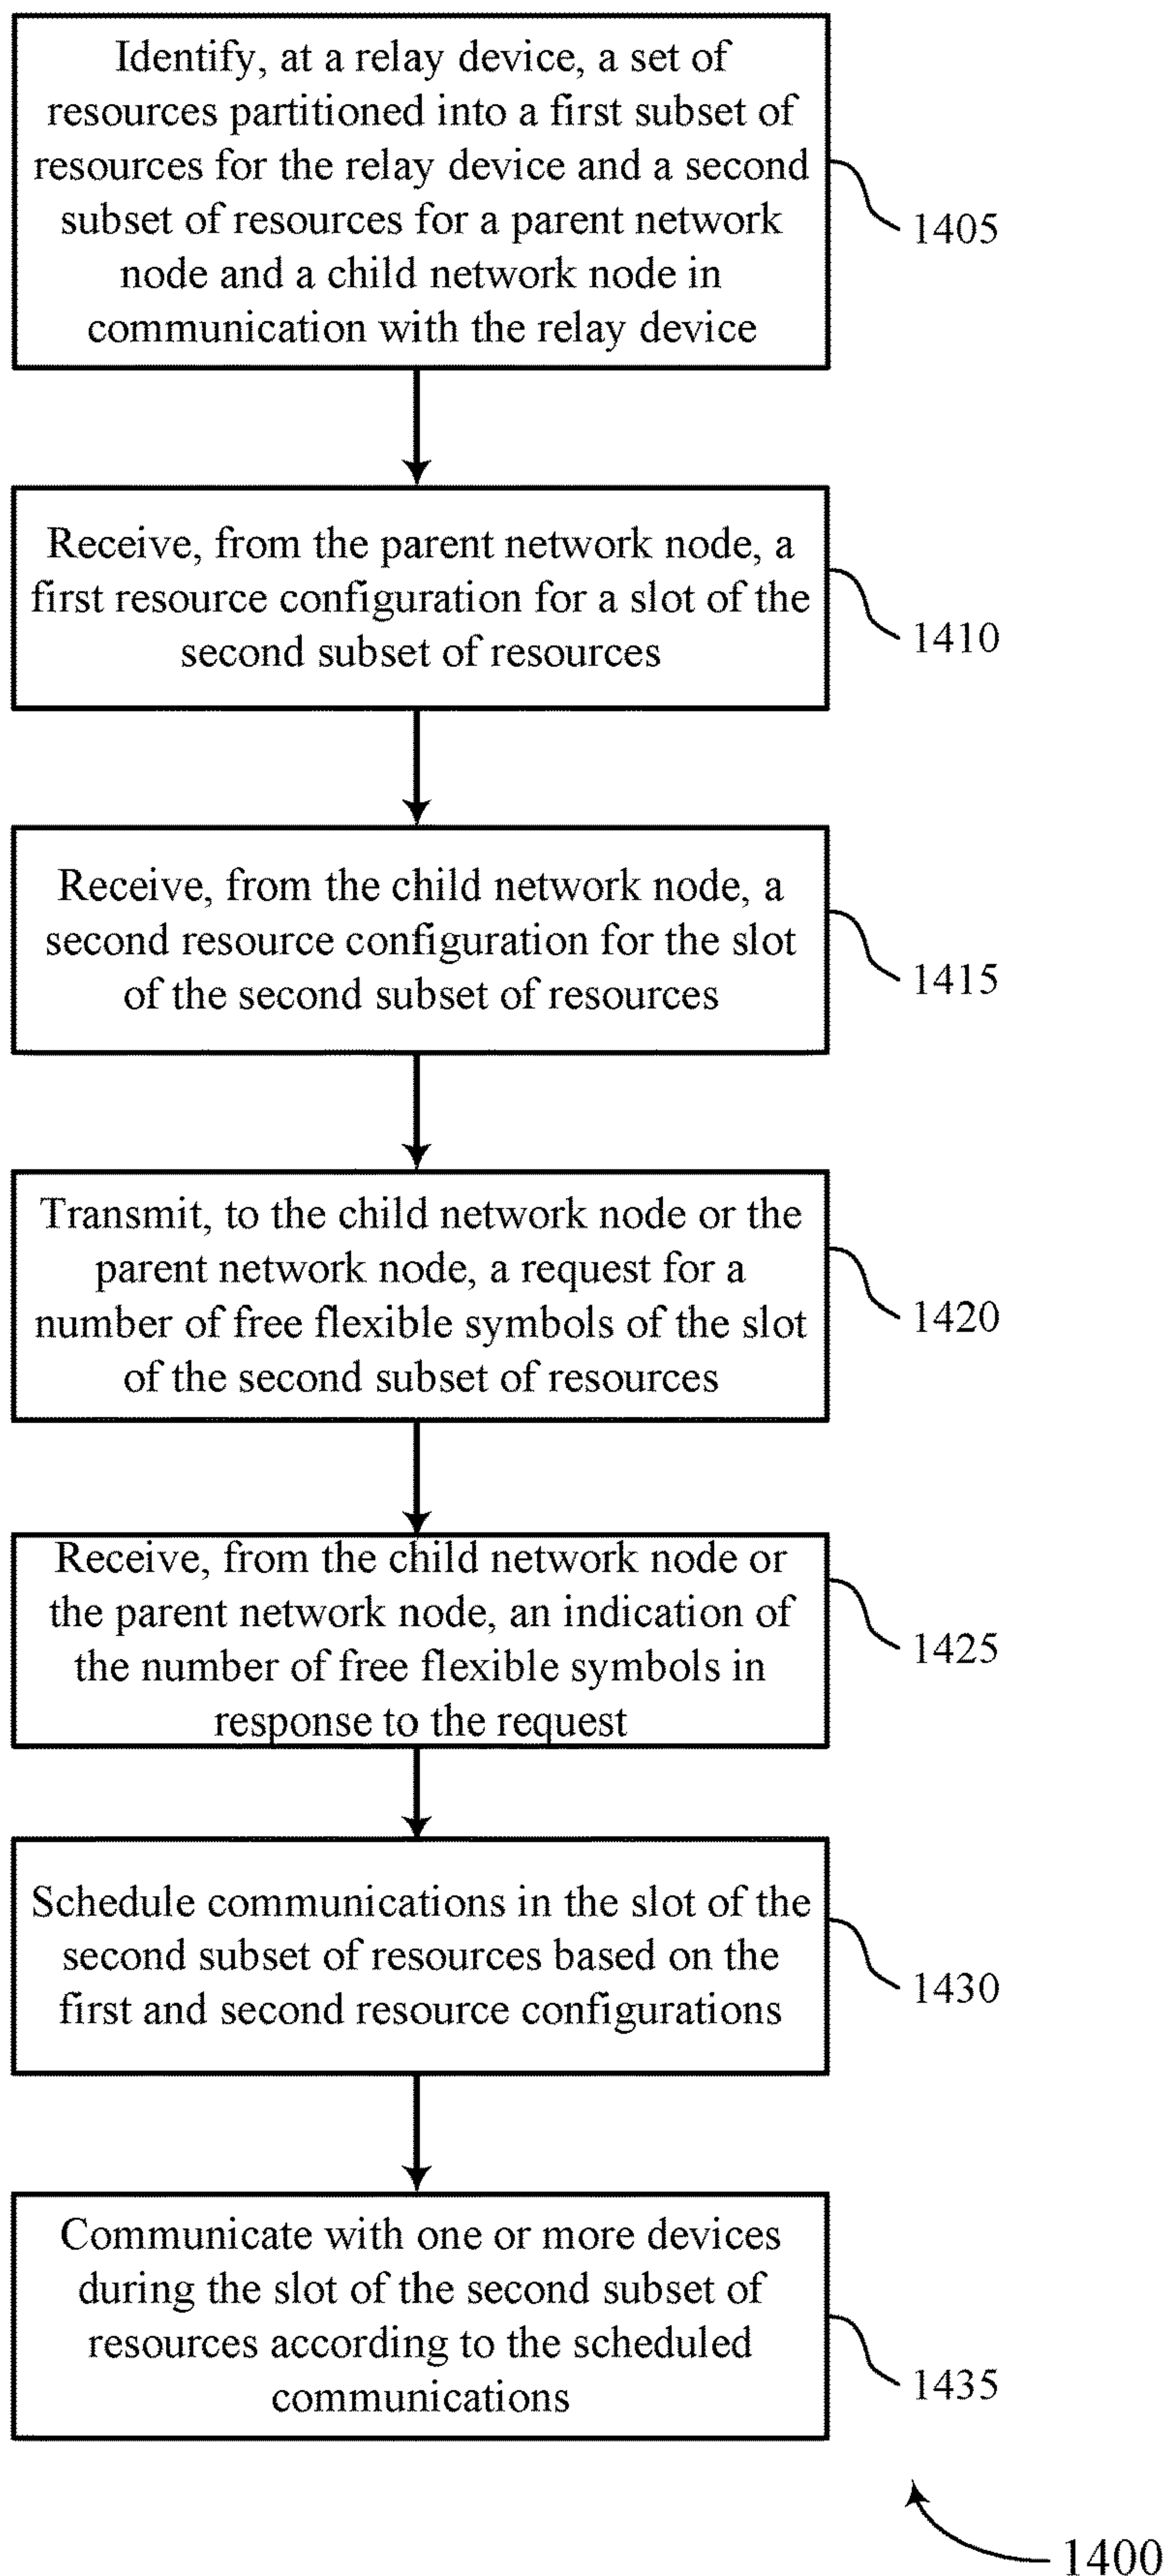 Identify, at a relay device, a set of
resources partitioned into a first subset of
resources for the relay device and a second
subset of resources for a parent network
node and a child network node in
communication with the relay device
1405
Receive, from the parent network node, a
first resource configuration for a slot of the
second subset of resources
1410
Receive, from the child network node, a
second resource configuration for the slot
of the second subset of resources
1415
Transmit, to the child network node or the
parent network node, a request for a
number of free flexible symbols of the slot
of the second subset of resources
1420
Receive, from the child network node or
the parent network node, an indication of
the number of free flexible symbols in
response to the request
1425
Schedule communications in the slot of the
second subset of resources based on the
first and second resource configurations
1430
Communicate with one or more devices
during the slot of the second subset of
resources according to the scheduled
communications
1435
1400